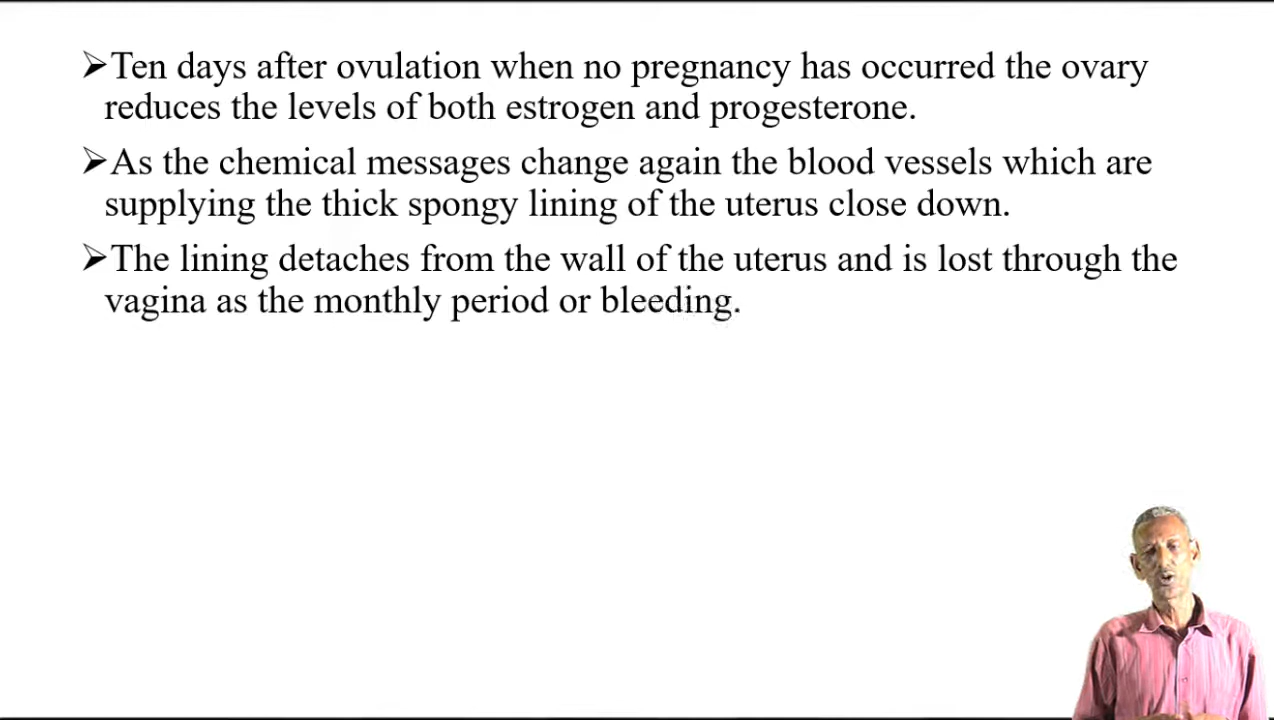 ➢Ten days after ovulation when no pregnancy has occurred the ovary
reduces the levels of both estrogen and progesterone.
➢As the chemical messages change again the blood vessels which are
supplying the thick spongy lining of the uterus close down.
➢The lining detaches from the wall of the uterus and is lost through the
vagina as the monthly period or bleeding.